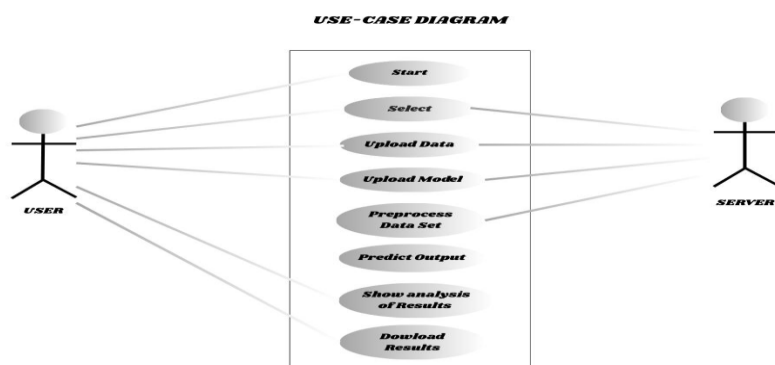 USE-CASE DIAGRAM
Start
Select
Upload Data
Upload Model
Preprocess
Data Set
Predict Output
Show analysis
of Results
Dowload
Results
USER
SERVER